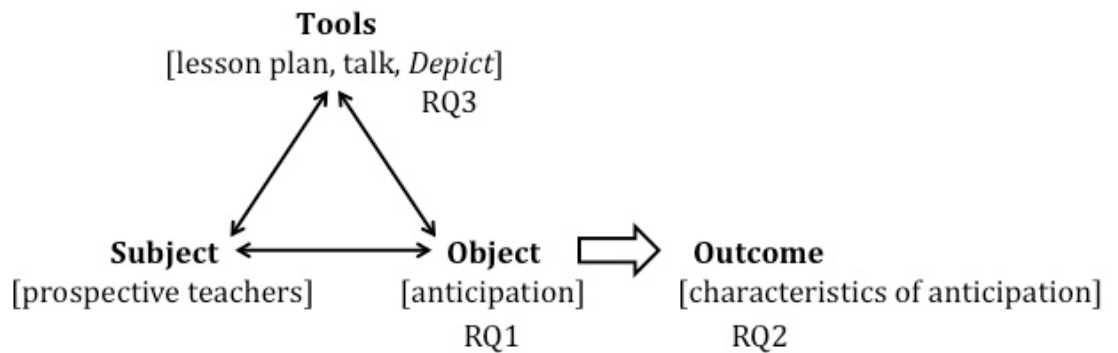 Tools
[lesson plan, talk, Depict]
RQ3
Subject
Object
Outcome
[prospective teachers]
[anticipation]
[characteristics of anticipation]
RQ1
RQ2